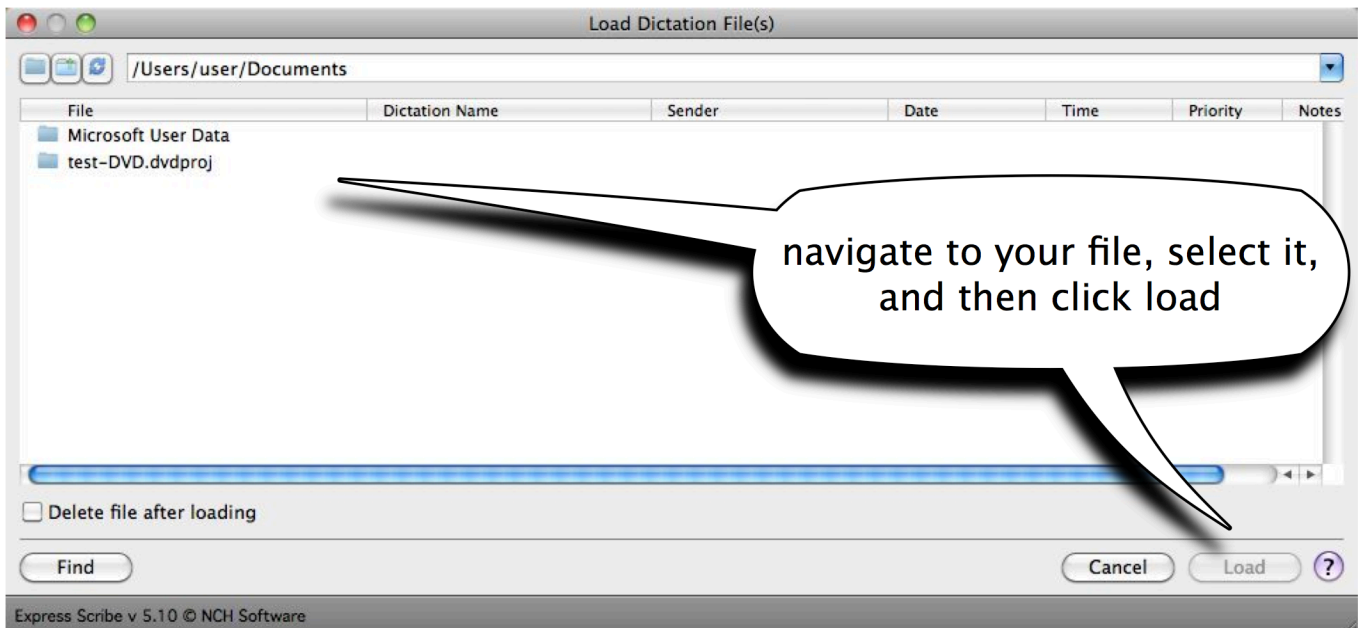 Load Dictation File(s)
/Users/user/Documents
File Dictation Name Sender Date Time Priority Notes
Microsoft User Data
test-DVD.dvdproj
navigate to your file, select it,
and then click load
Delete file after loading
Find Cancel Load ?
Express Scribe v 5.10 © NCH Software